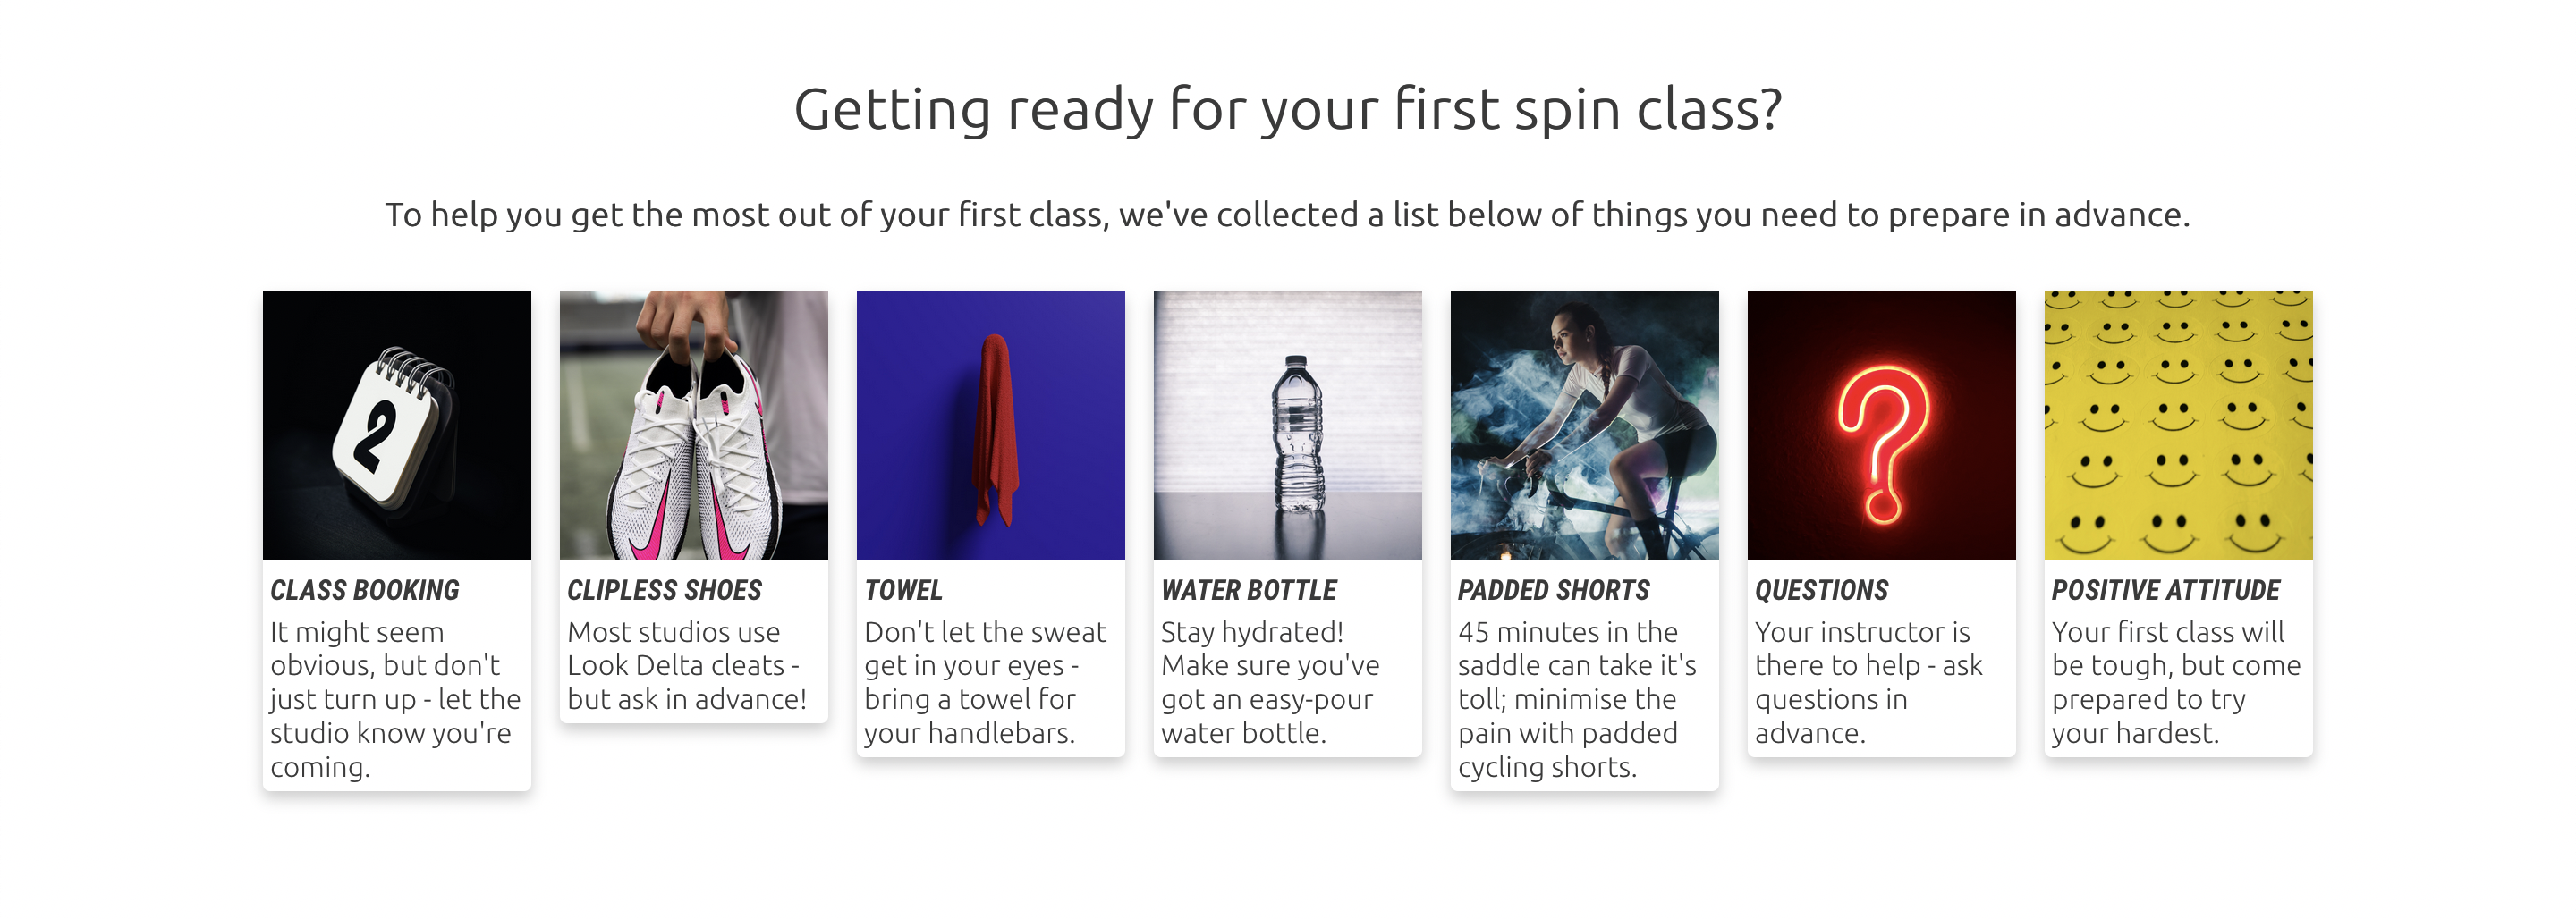 Getting ready for your first spin class?
To help you get the most out of your first class, we've collected a list below of things you need to prepare in advance.
2
CLASS BOOKING
It might seem
obvious, but don't
just turn up - let the
studio know you're
coming.
CLIPLESS SHOES
Most studios use
Look Delta cleats -
but ask in advance!
TOWEL
Don't let the sweat
get in your eyes -
bring a towel for
your handlebars.
WATER BOTTLE
Stay hydrated!
Make sure you've
got an easy-pour
water bottle.
PADDED SHORTS
45 minutes in the
saddle can take it's
toll; minimise the
pain with padded
cycling shorts.
?
QUESTIONS
Your instructor is
there to help - ask
questions in
advance.
POSITIVE ATTITUDE
Your first class will
be tough, but come
prepared to try
your hardest.